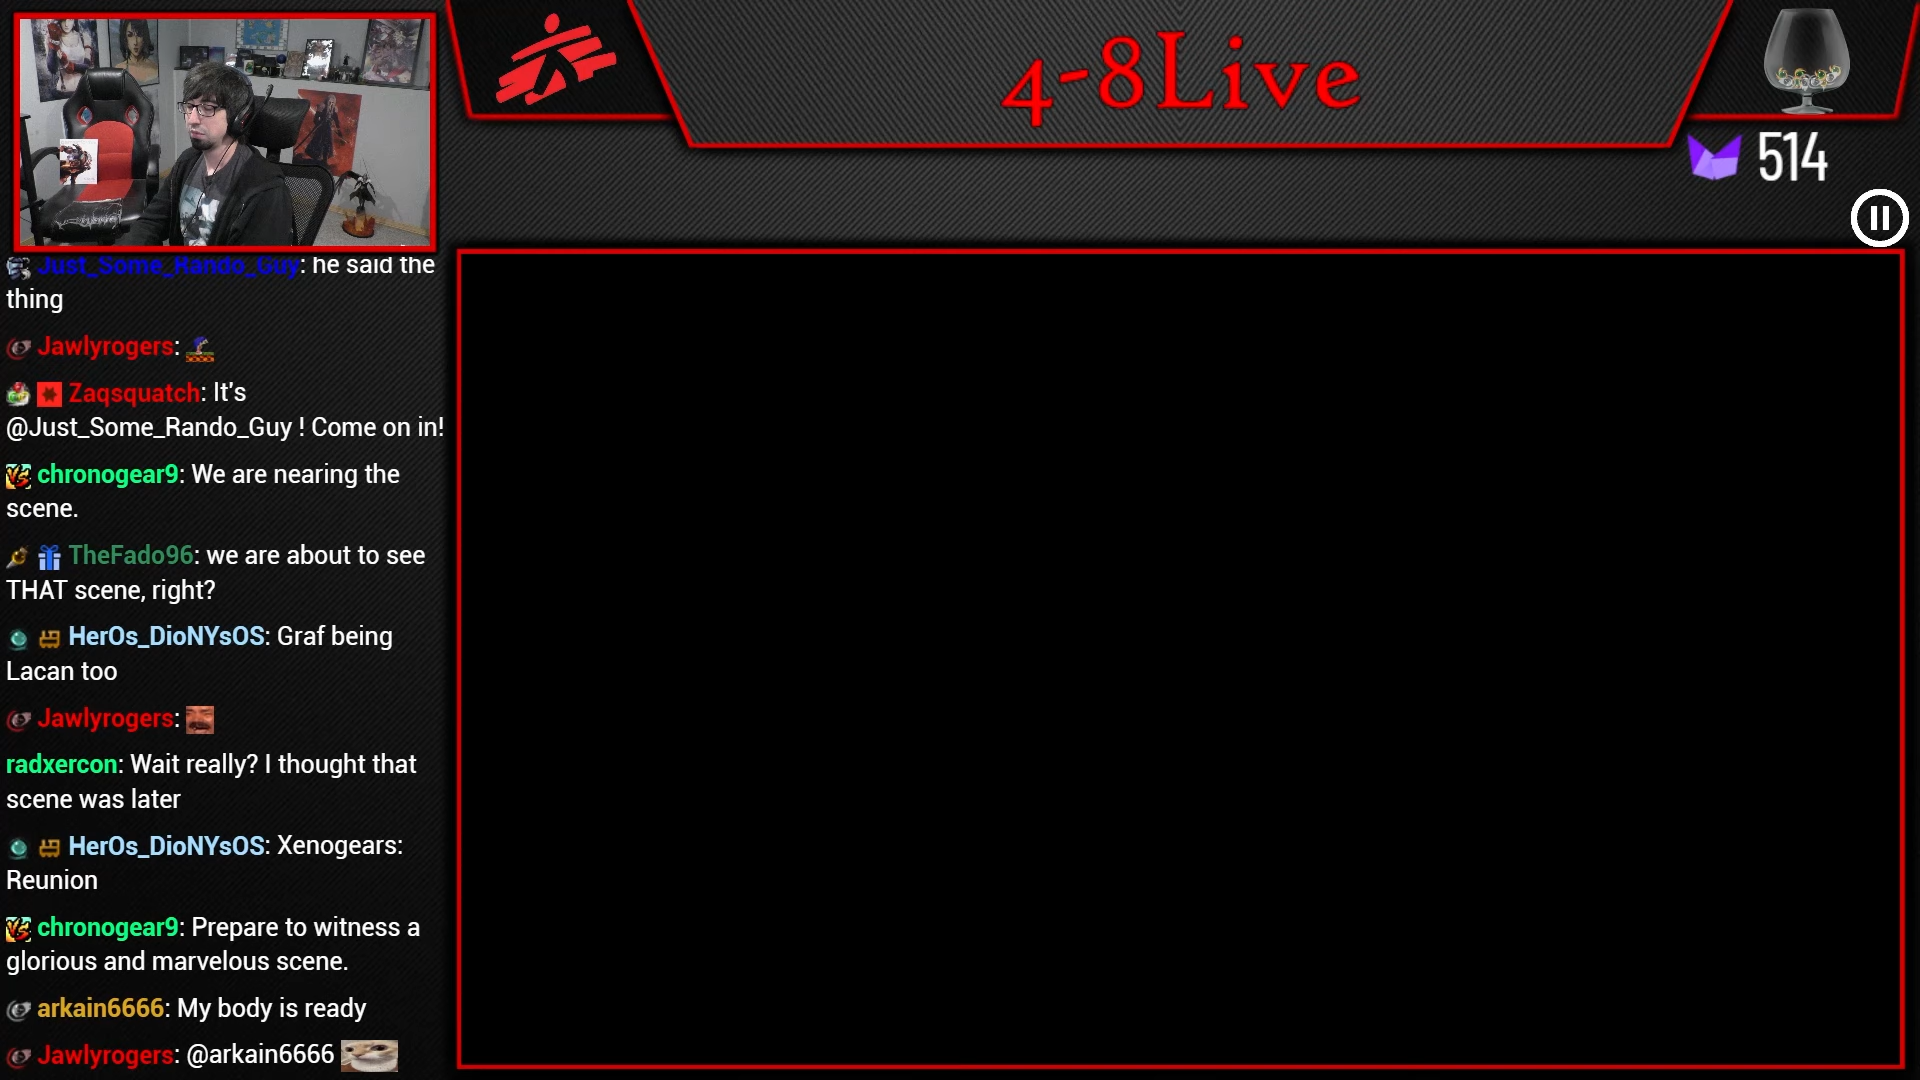 4-8Live
514
Just_Some_Rando_Guy: he said the
thing
Jawlyrogers:
Zaqsquatch: It's
@Just_Some_Rando_Guy ! Come on in!
chronogear9: We are nearing the
scene.
TheFado96: we are about to see
THAT scene, right?
HerOs_DioNYsOS: Graf being
Lacan too
Jawlyrogers:
radxercon: Wait really? I thought that
scene was later
HerOs_DioNYsOS: Xenogears:
Reunion
chronogear9: Prepare to witness a
glorious and marvelous scene.
arkain6666: My body is ready
Jawlyrogers: @arkain6666